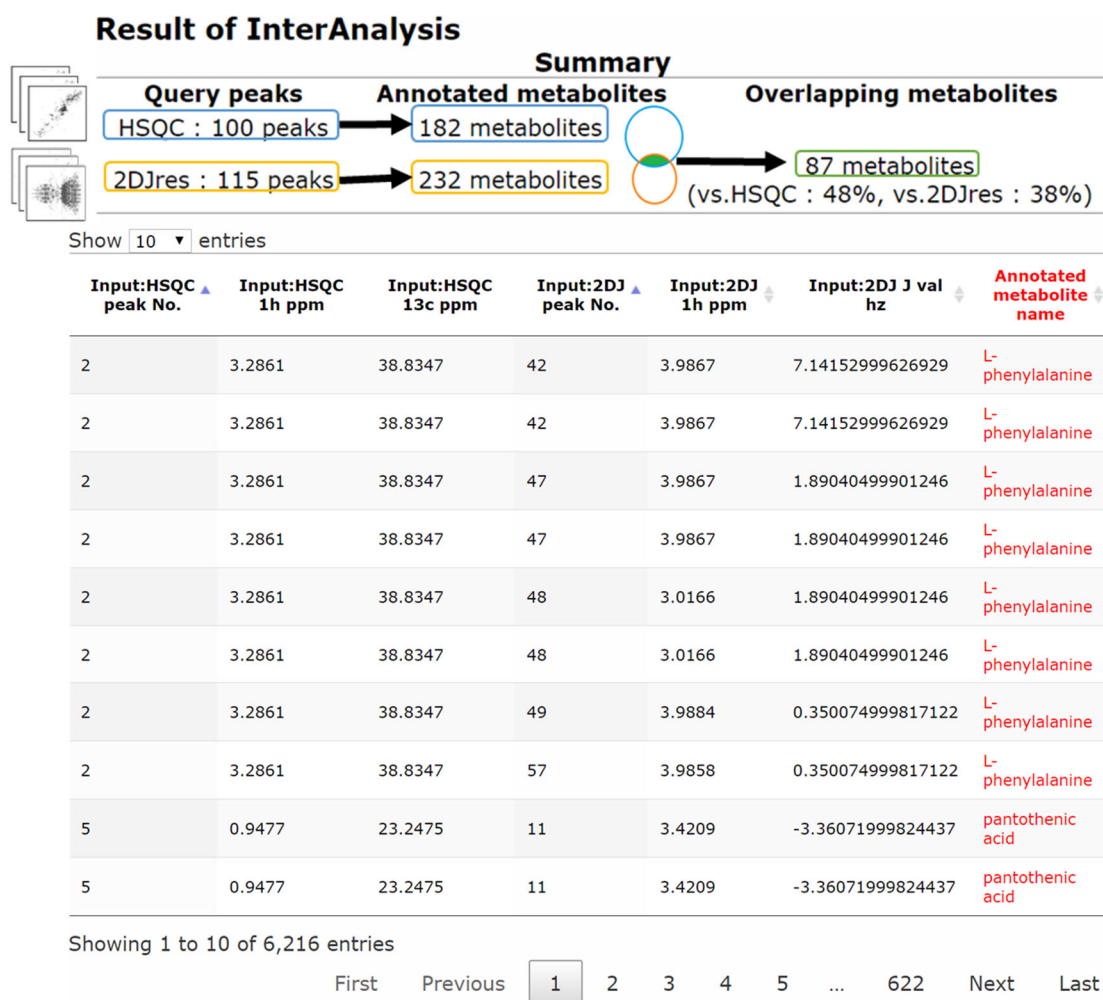 Result of InterAnalysis
Summary
Query peaks Annotated metabolites Overlapping metabolites
HSQC : 100 peaks 182 metabolites
2DJres : 115 peaks 232 metabolites 87 metabolites
(vs.HSQC : 48%, vs.2DJres : 38%)
Show 10 entries
Input:HSQC peak No. Input:HSQC 1h ppm Input:HSQC 13c ppm Input:2DJ peak No. Input:2DJ 1h ppm Input:2DJ J val hz Annotated metabolite name
2 3.2861 38.8347 42 3.9867 7.14152999626929 L-phenylalanine
2 3.2861 38.8347 42 3.9867 7.14152999626929 L-phenylalanine
2 3.2861 38.8347 47 3.9867 1.89040499901246 L-phenylalanine
2 3.2861 38.8347 47 3.9867 1.89040499901246 L-phenylalanine
2 3.2861 38.8347 48 3.0166 1.89040499901246 L-phenylalanine
2 3.2861 38.8347 48 3.0166 1.89040499901246 L-phenylalanine
2 3.2861 38.8347 49 3.9884 0.350074999817122 L-phenylalanine
2 3.2861 38.8347 57 3.9858 0.350074999817122 L-phenylalanine
5 0.9477 23.2475 11 3.4209 -3.36071999824437 pantothenic acid
5 0.9477 23.2475 11 3.4209 -3.36071999824437 pantothenic acid
Showing 1 to 10 of 6,216 entries
First Previous 1 2 3 4 5 ... 622 Next Last